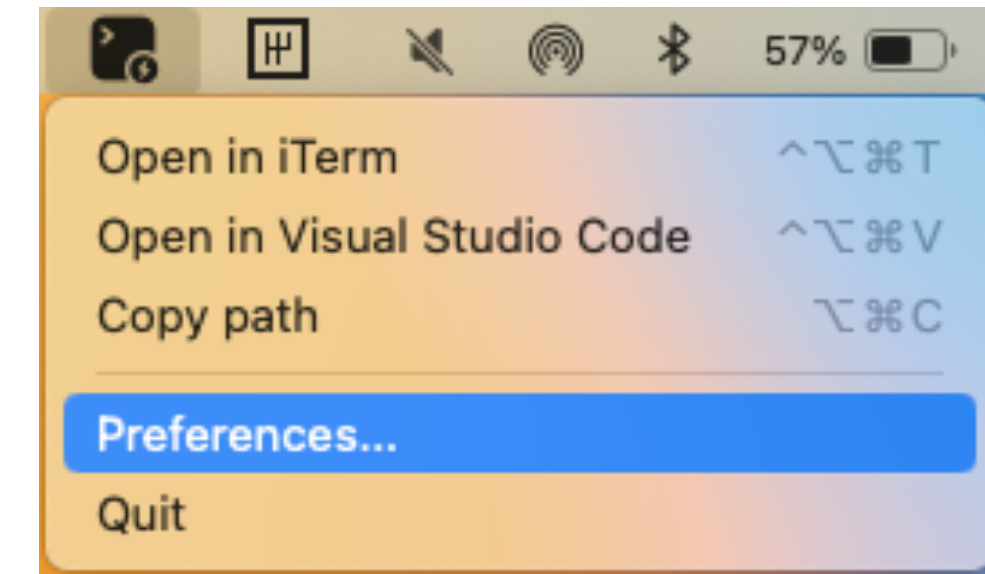 57%
Open in iTerm ^⌥⌘T
Open in Visual Studio Code ^⌥⌘V
Copy path ⌥⌘C
Preferences...
Quit